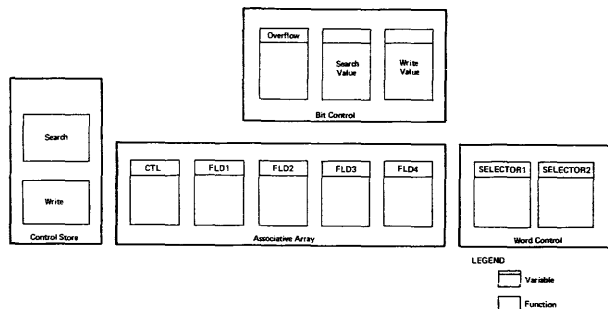 Overflow
Search
Value
Write
Value
Bit Control
Search
Write
Control Store
CTL
FLD1
FLD2
FLD3
FLD4
Associative Array
SELECTOR1
SELECTOR2
Word Control
LEGEND
Variable
Function